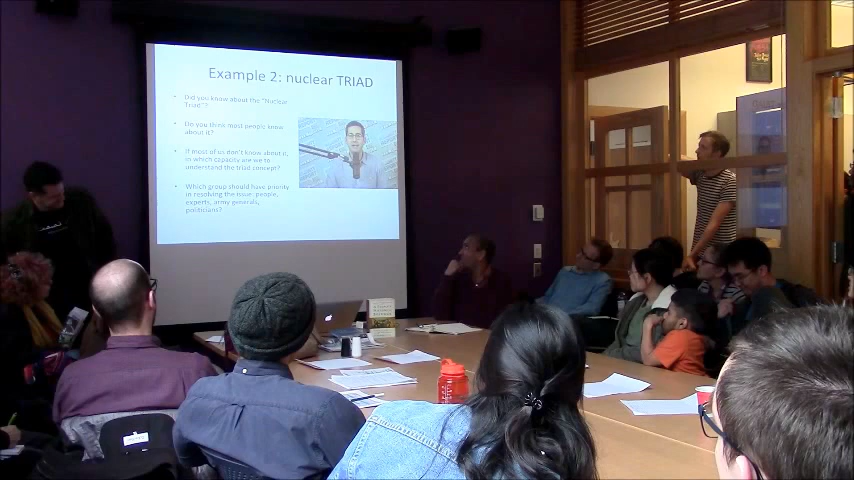 Example 2: nuclear TRIAD
• Did you know about the "Nuclear
Triad"?
• Do you think most people know
about it?
• If most of us don't know about it,
in which capacity are we to
understand the triad concept?
• Which group should have priority
in resolving the issue: people,
experts, army generals,
politicians?